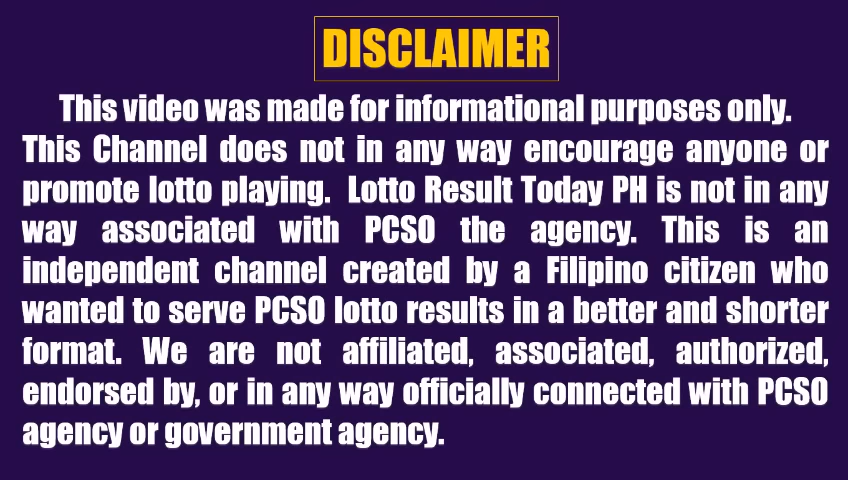 DISCLAIMER
This video was made for informational purposes only.
This Channel does not in any way encourage anyone or
promote lotto playing. Lotto Result Today PH is not in any
way associated with PCSO the agency. This is an
independent channel created by a Filipino citizen who
wanted to serve PCSO lotto results in a better and shorter
format. We are not affiliated, associated, authorized,
endorsed by, or in any way officially connected with PCSO
agency or government agency.